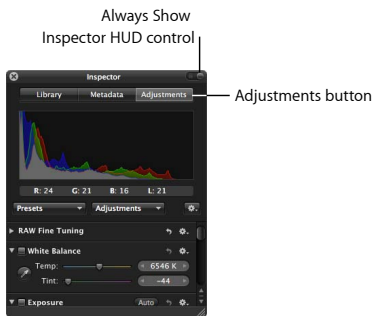 Always Show
Inspector HUD control
Inspector
Library Metadata Adjustments
Adjustments button
R: 24 G: 21 B: 16 L: 21
Presets Adjustments
RAW Fine Tuning
White Balance
Temp: 6546 K
Tint: -44
Exposure Auto